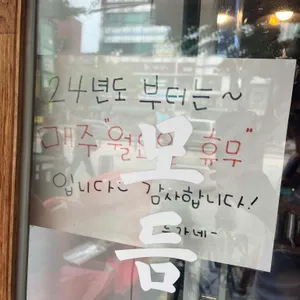 24년도 부터는~
매주 "월요일 휴무"
입니다~ 감사합니다!
모듬